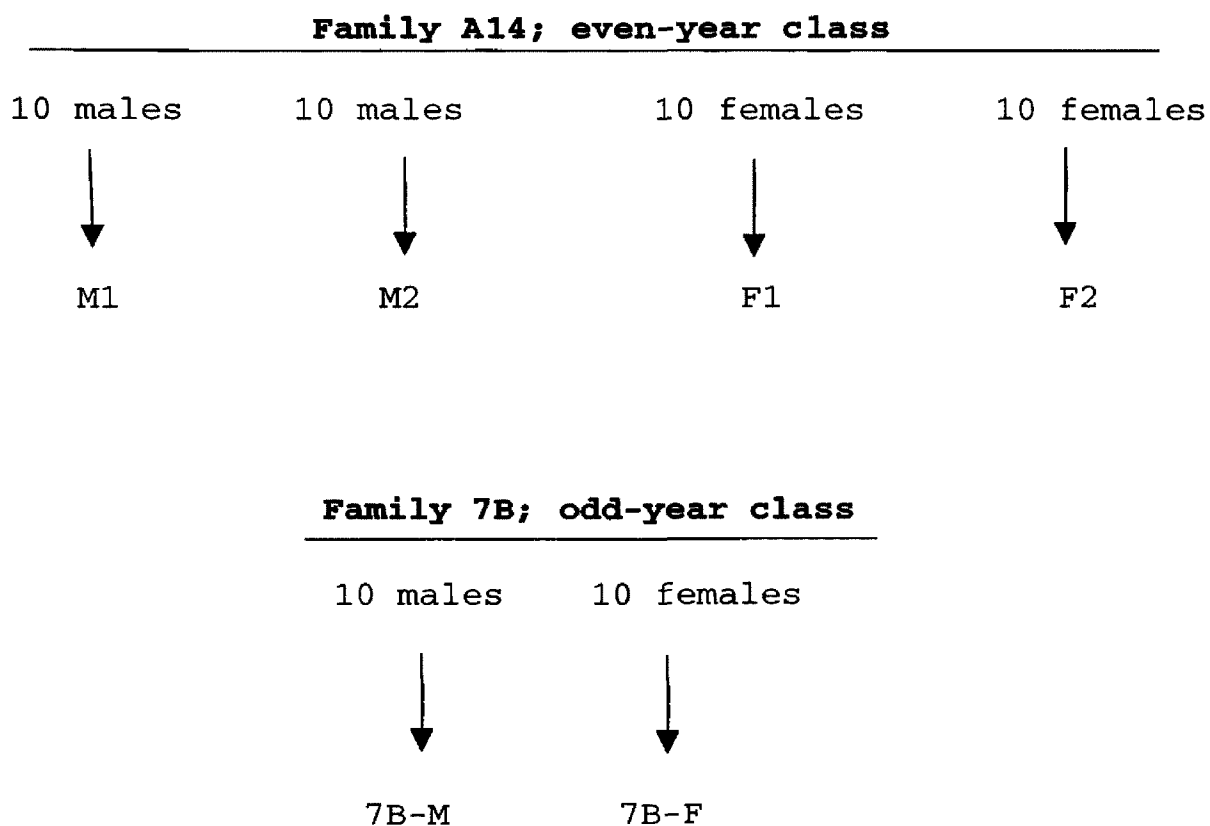 Family A14; even-year class
10 males 10 males 10 females 10 females
M1 M2 F1 F2
Family 7B; odd-year class
10 males 10 females
7B-M 7B-F